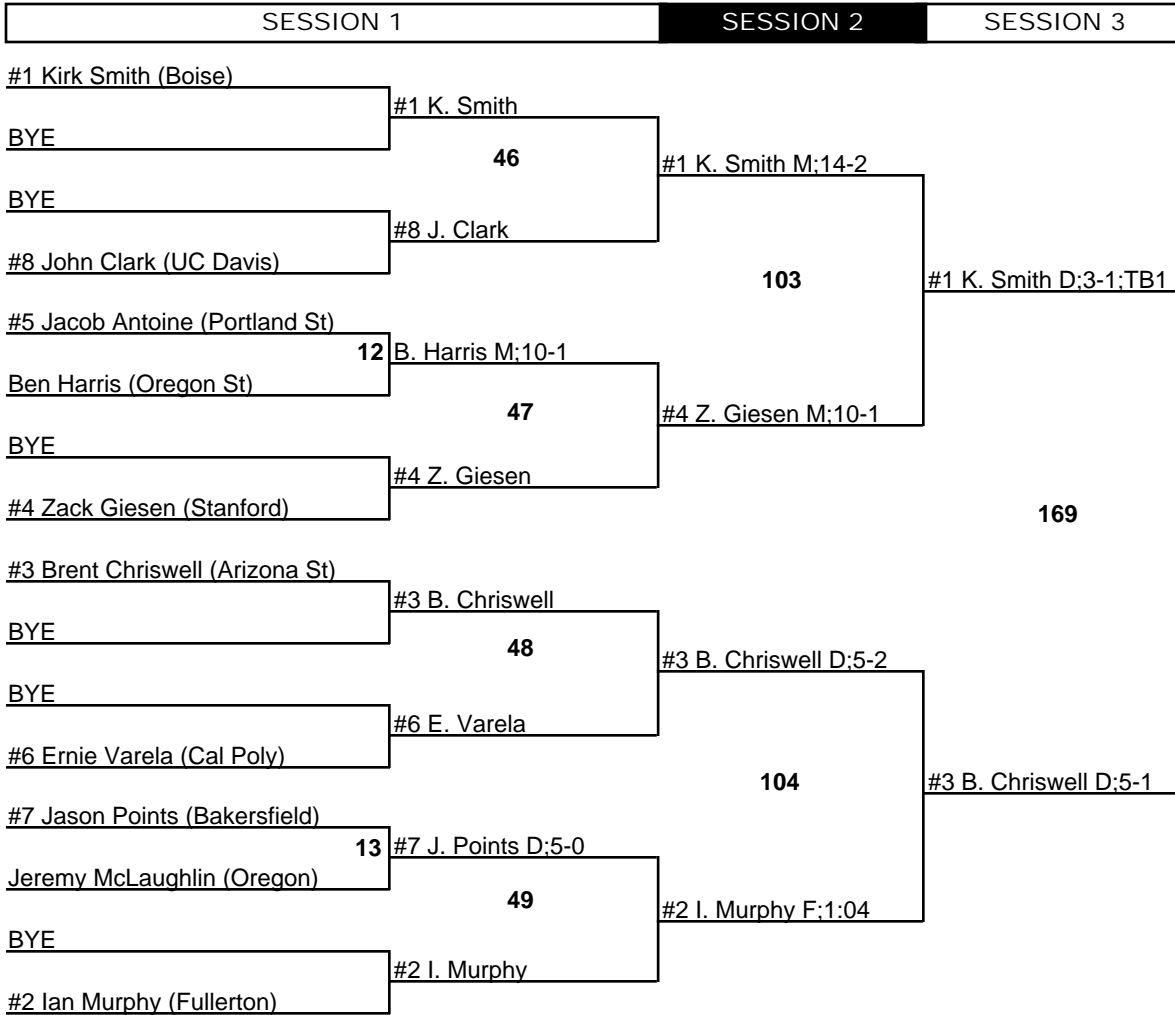 SESSION 1 SESSION 2 SESSION 3
#1 Kirk Smith (Boise)
#1 K. Smith
BYE
46
#1 K. Smith M;14-2
BYE
#8 J. Clark
#8 John Clark (UC Davis)
103
#1 K. Smith D;3-1;TB1
#5 Jacob Antoine (Portland St)
12 B. Harris M;10-1
Ben Harris (Oregon St)
47
#4 Z. Giesen M;10-1
BYE
#4 Z. Giesen
#4 Zack Giesen (Stanford)
169
#3 Brent Chriswell (Arizona St)
#3 B. Chriswell
BYE
48
#3 B. Chriswell D;5-2
BYE
#6 E. Varela
#6 Ernie Varela (Cal Poly)
104
#3 B. Chriswell D;5-1
#7 Jason Points (Bakersfield)
13 #7 J. Points D;5-0
Jeremy McLaughlin (Oregon)
49
#2 I. Murphy F;1:04
BYE
#2 I. Murphy
#2 Ian Murphy (Fullerton)